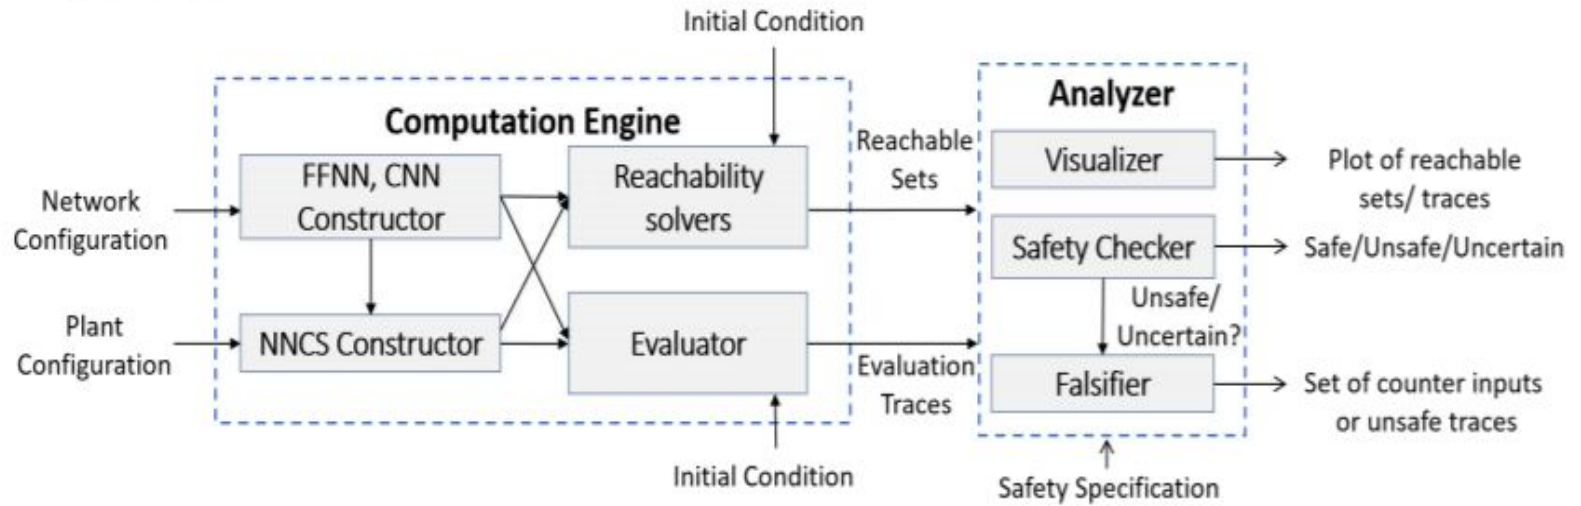 Initial Condition
Computation Engine
Analyzer
Network
Configuration
FFNN, CNN
Constructor
Reachability
solvers
Reachable
Sets
Visualizer
Plot of reachable
sets/ traces
Safety Checker
Safe/Unsafe/Uncertain
Unsafe/
Uncertain?
Plant
Configuration
NNCS Constructor
Evaluator
Evaluation
Traces
Falsifier
Set of counter inputs
or unsafe traces
Initial Condition
Safety Specification